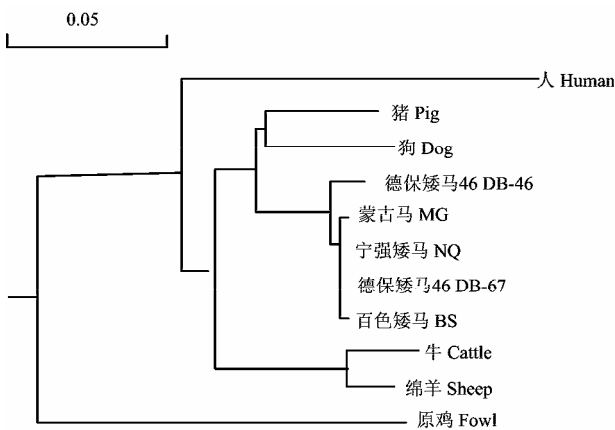 0.05
人 Human
猪 Pig
狗 Dog
德保矮马46 DB-46
蒙古马 MG
宁强矮马 NQ
德保矮马46 DB-67
百色矮马 BS
牛 Cattle
绵羊 Sheep
原鸡 Fowl